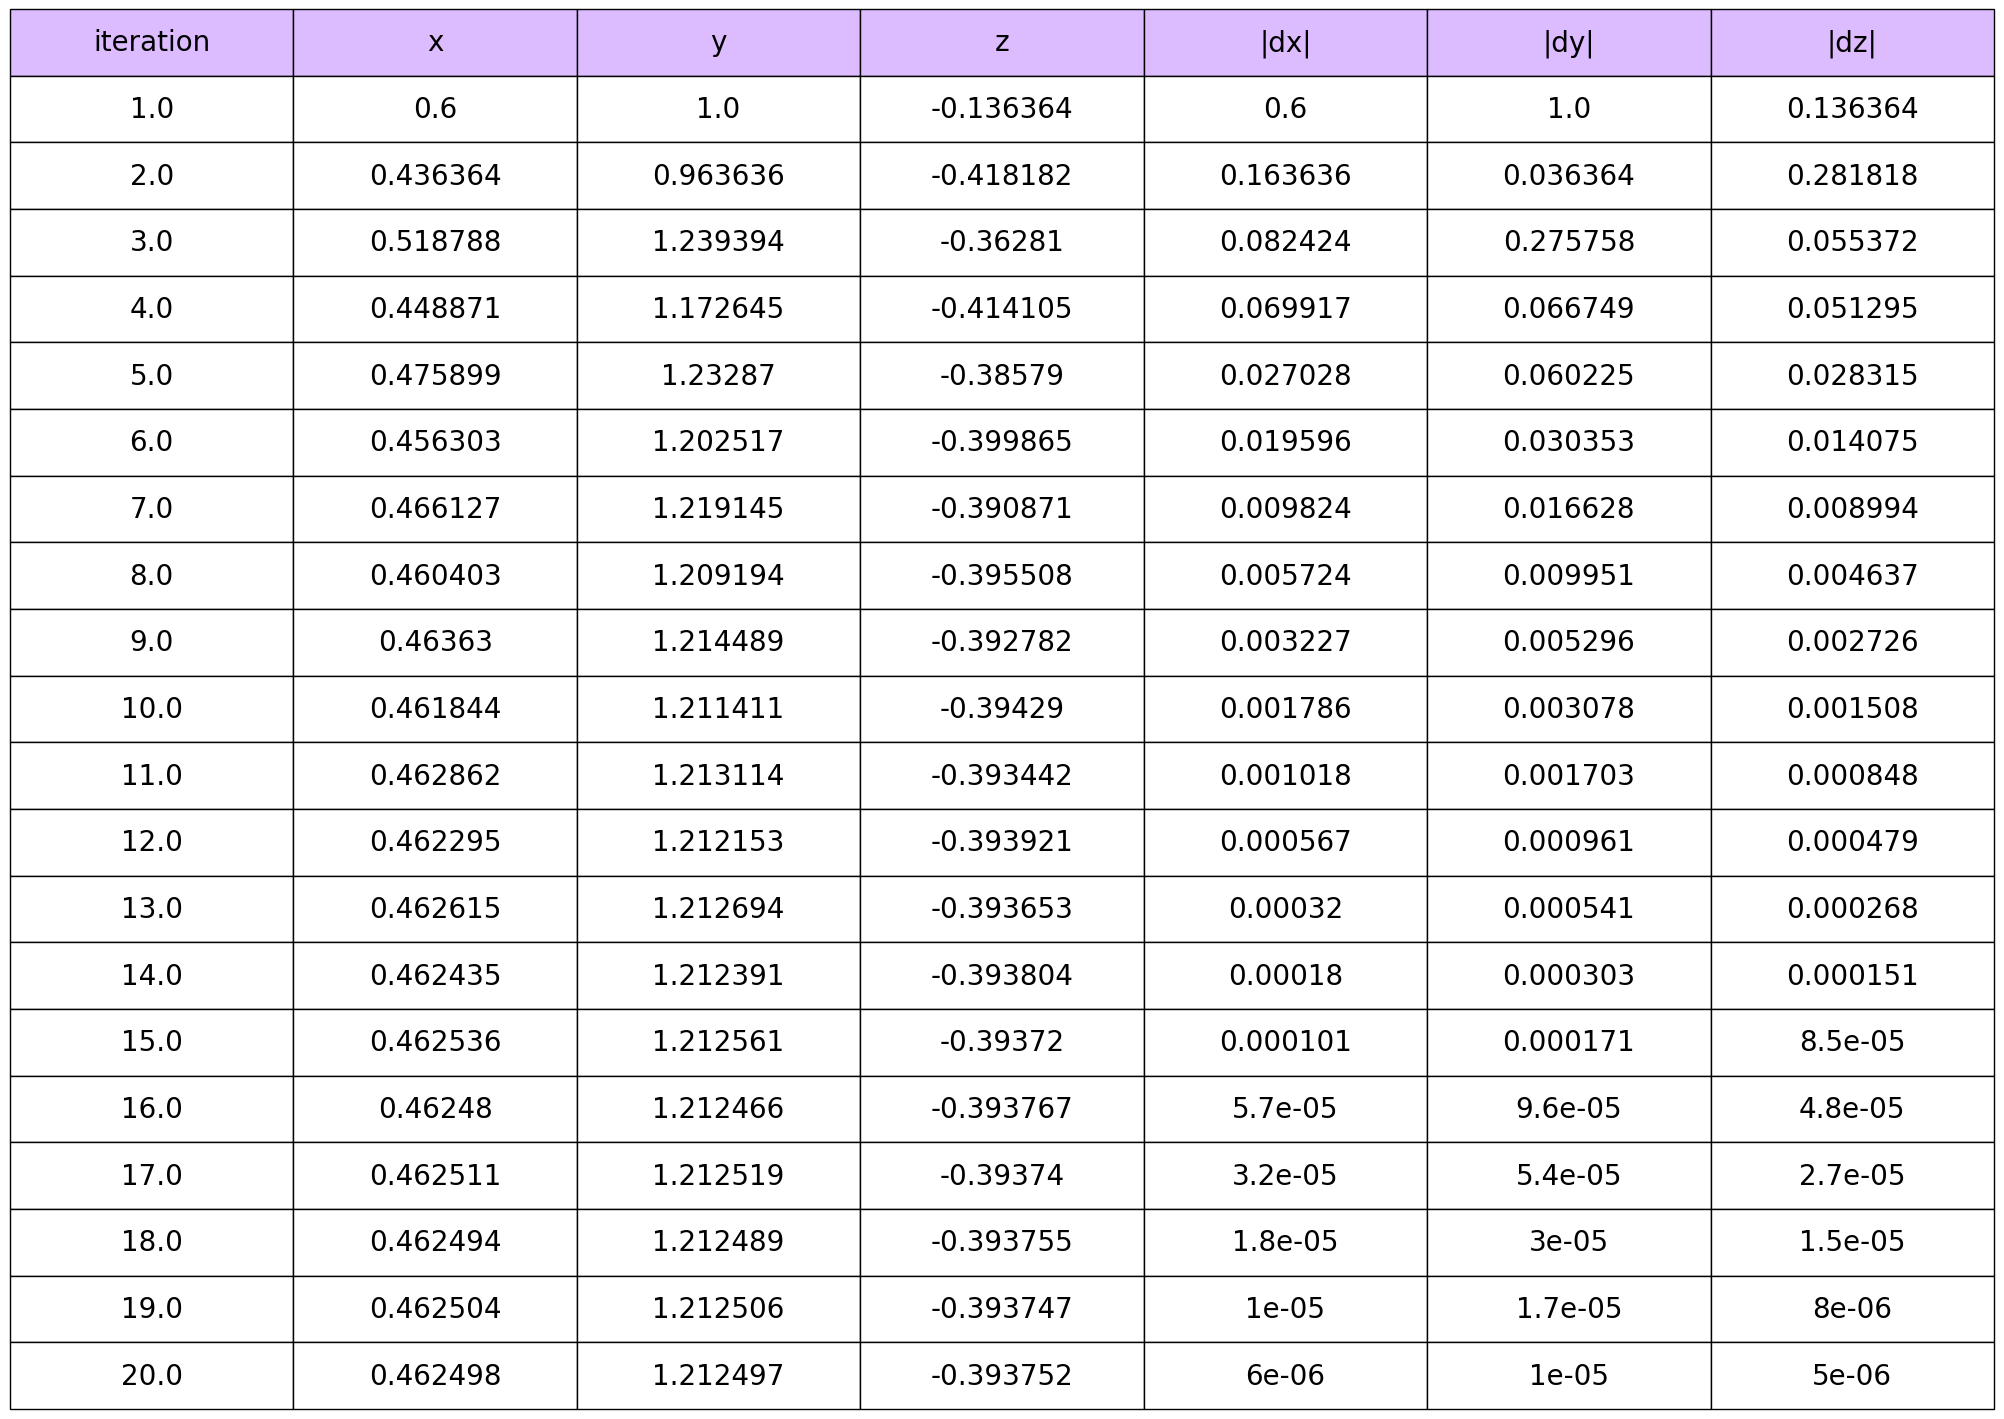 iteration x y z |dx| |dy| |dz|
1.0 0.6 1.0 -0.136364 0.6 1.0 0.136364
2.0 0.436364 0.963636 -0.418182 0.163636 0.036364 0.281818
3.0 0.518788 1.239394 -0.36281 0.082424 0.275758 0.055372
4.0 0.448871 1.172645 -0.414105 0.069917 0.066749 0.051295
5.0 0.475899 1.23287 -0.38579 0.027028 0.060225 0.028315
6.0 0.456303 1.202517 -0.399865 0.019596 0.030353 0.014075
7.0 0.466127 1.219145 -0.390871 0.009824 0.016628 0.008994
8.0 0.460403 1.209194 -0.395508 0.005724 0.009951 0.004637
9.0 0.46363 1.214489 -0.392782 0.003227 0.005296 0.002726
10.0 0.461844 1.211411 -0.39429 0.001786 0.003078 0.001508
11.0 0.462862 1.213114 -0.393442 0.001018 0.001703 0.000848
12.0 0.462295 1.212153 -0.393921 0.000567 0.000961 0.000479
13.0 0.462615 1.212694 -0.393653 0.00032 0.000541 0.000268
14.0 0.462435 1.212391 -0.393804 0.00018 0.000303 0.000151
15.0 0.462536 1.212561 -0.39372 0.000101 0.000171 8.5e-05
16.0 0.46248 1.212466 -0.393767 5.7e-05 9.6e-05 4.8e-05
17.0 0.462511 1.212519 -0.39374 3.2e-05 5.4e-05 2.7e-05
18.0 0.462494 1.212489 -0.393755 1.8e-05 3e-05 1.5e-05
19.0 0.462504 1.212506 -0.393747 1e-05 1.7e-05 8e-06
20.0 0.462498 1.212497 -0.393752 6e-06 1e-05 5e-06